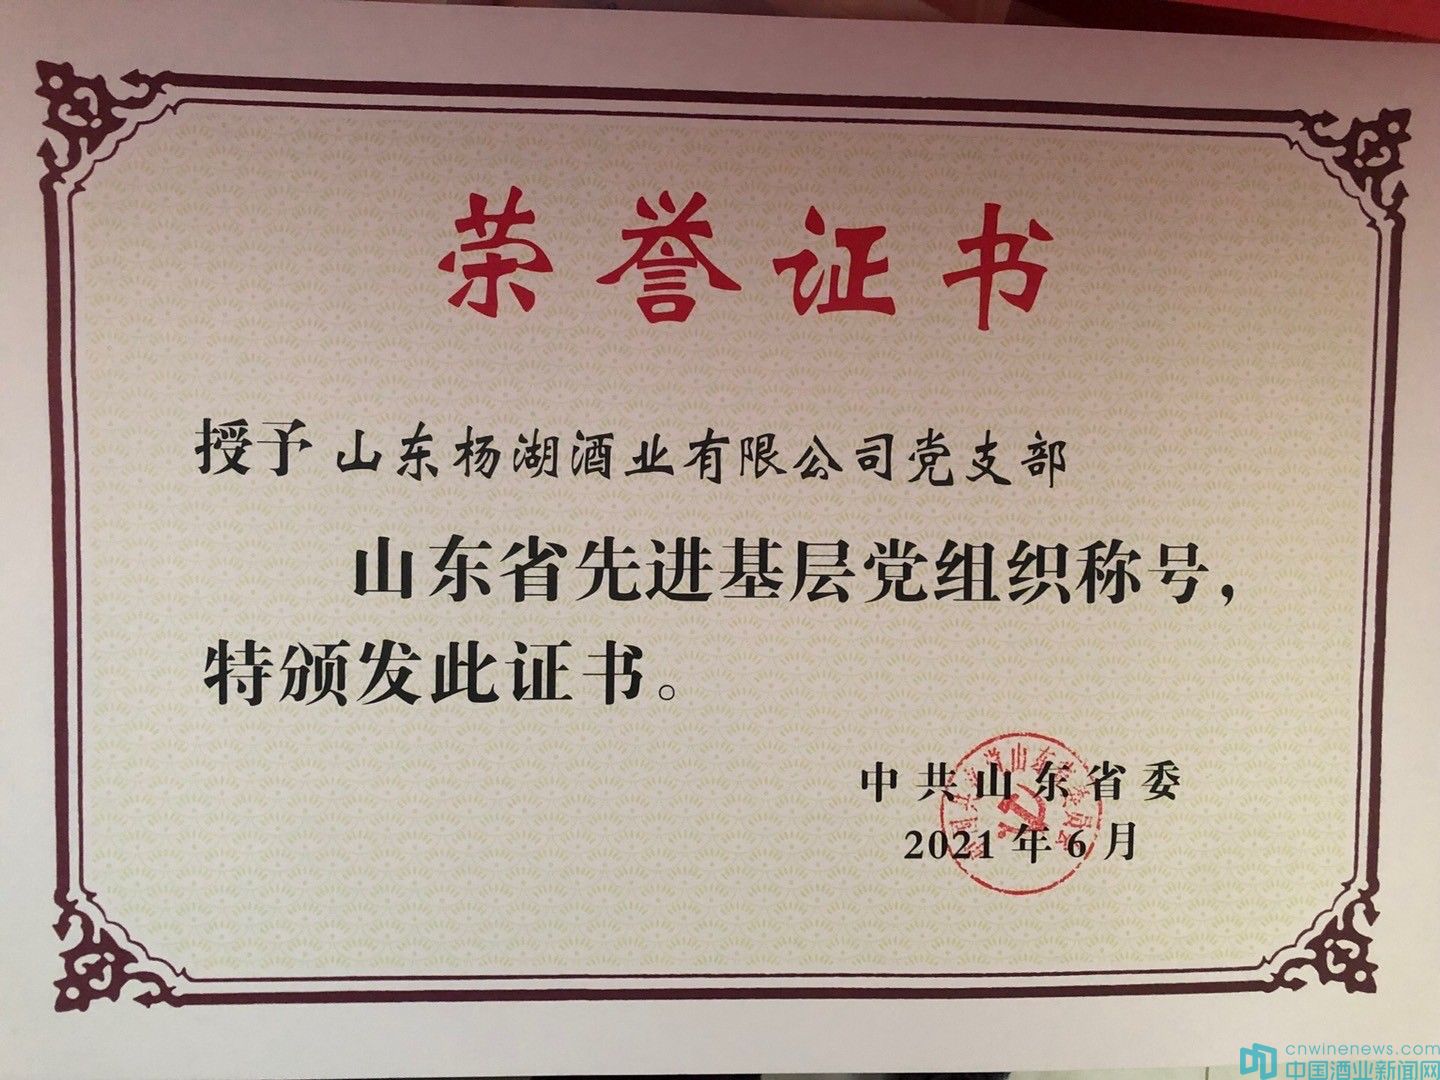 荣誉证书
授予 山东杨湖酒业有限公司党支部
山东省先进基层党组织称号，
特颁发此证书。
中共山东省委
2021年6月
cnwinenews.com
中国酒业新闻网